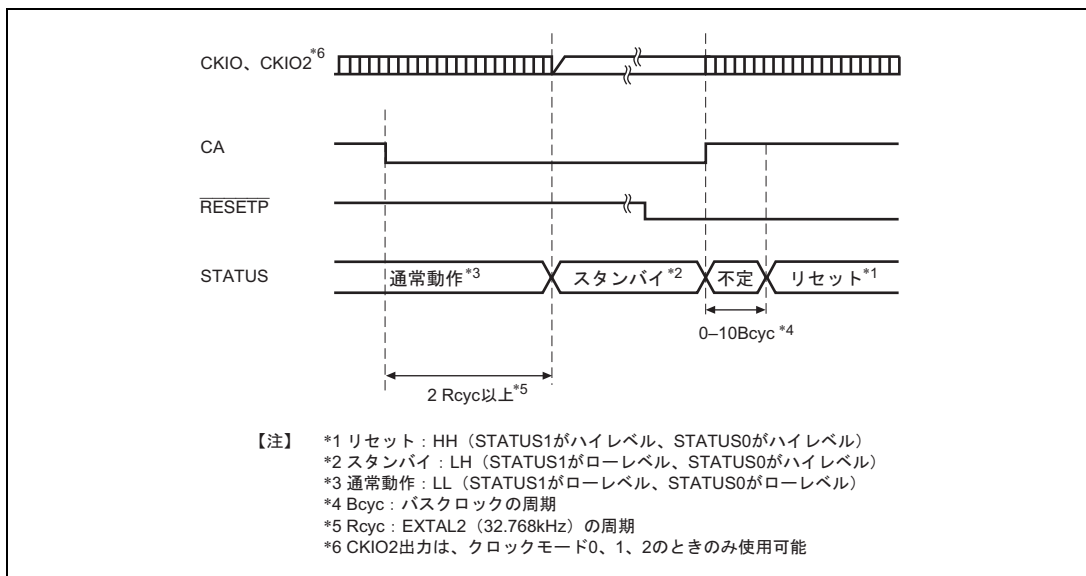 CKIO、CKIO2*6
CA
RESETP
STATUS
通常動作*3
スタンバイ*2
不定
リセット*1
0–10Bcyc *4
2 Rcyc以上*5
【注】 *1 リセット：HH（STATUS1がハイレベル、STATUS0がハイレベル）
*2 スタンバイ：LH（STATUS1がローレベル、STATUS0がハイレベル）
*3 通常動作：LL（STATUS1がローレベル、STATUS0がローレベル）
*4 Bcyc：バスクロックの周期
*5 Rcyc：EXTAL2（32.768kHz）の周期
*6 CKIO2出力は、クロックモード0、1、2のときのみ使用可能